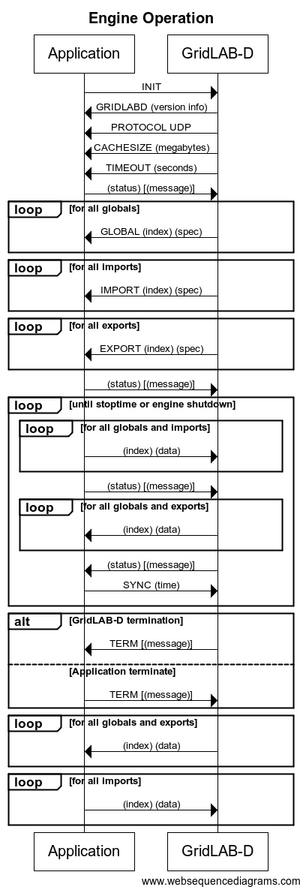 Engine Operation
Application
GridLAB-D
INIT
GRIDLABD (version info)
PROTOCOL UDP
CACHESIZE (megabytes)
TIMEOUT (seconds)
(status) [(message)]
loop
[for all globals]
GLOBAL (index) (spec)
loop
[for all imports]
IMPORT (index) (spec)
loop
[for all exports]
EXPORT (index) (spec)
(status) [(message)]
loop
[until stoptime or engine shutdown]
loop
[for all globals and imports]
(index) (data)
(status) [(message)]
loop
[for all globals and exports]
(index) (data)
(status) [(message)]
SYNC (time)
alt
[GridLAB-D termination]
TERM [(message)]
[Application terminate]
TERM [(message)]
loop
[for all globals and exports]
(index) (data)
loop
[for all imports]
(index) (data)
Application
GridLAB-D
www.websequencediagrams.com